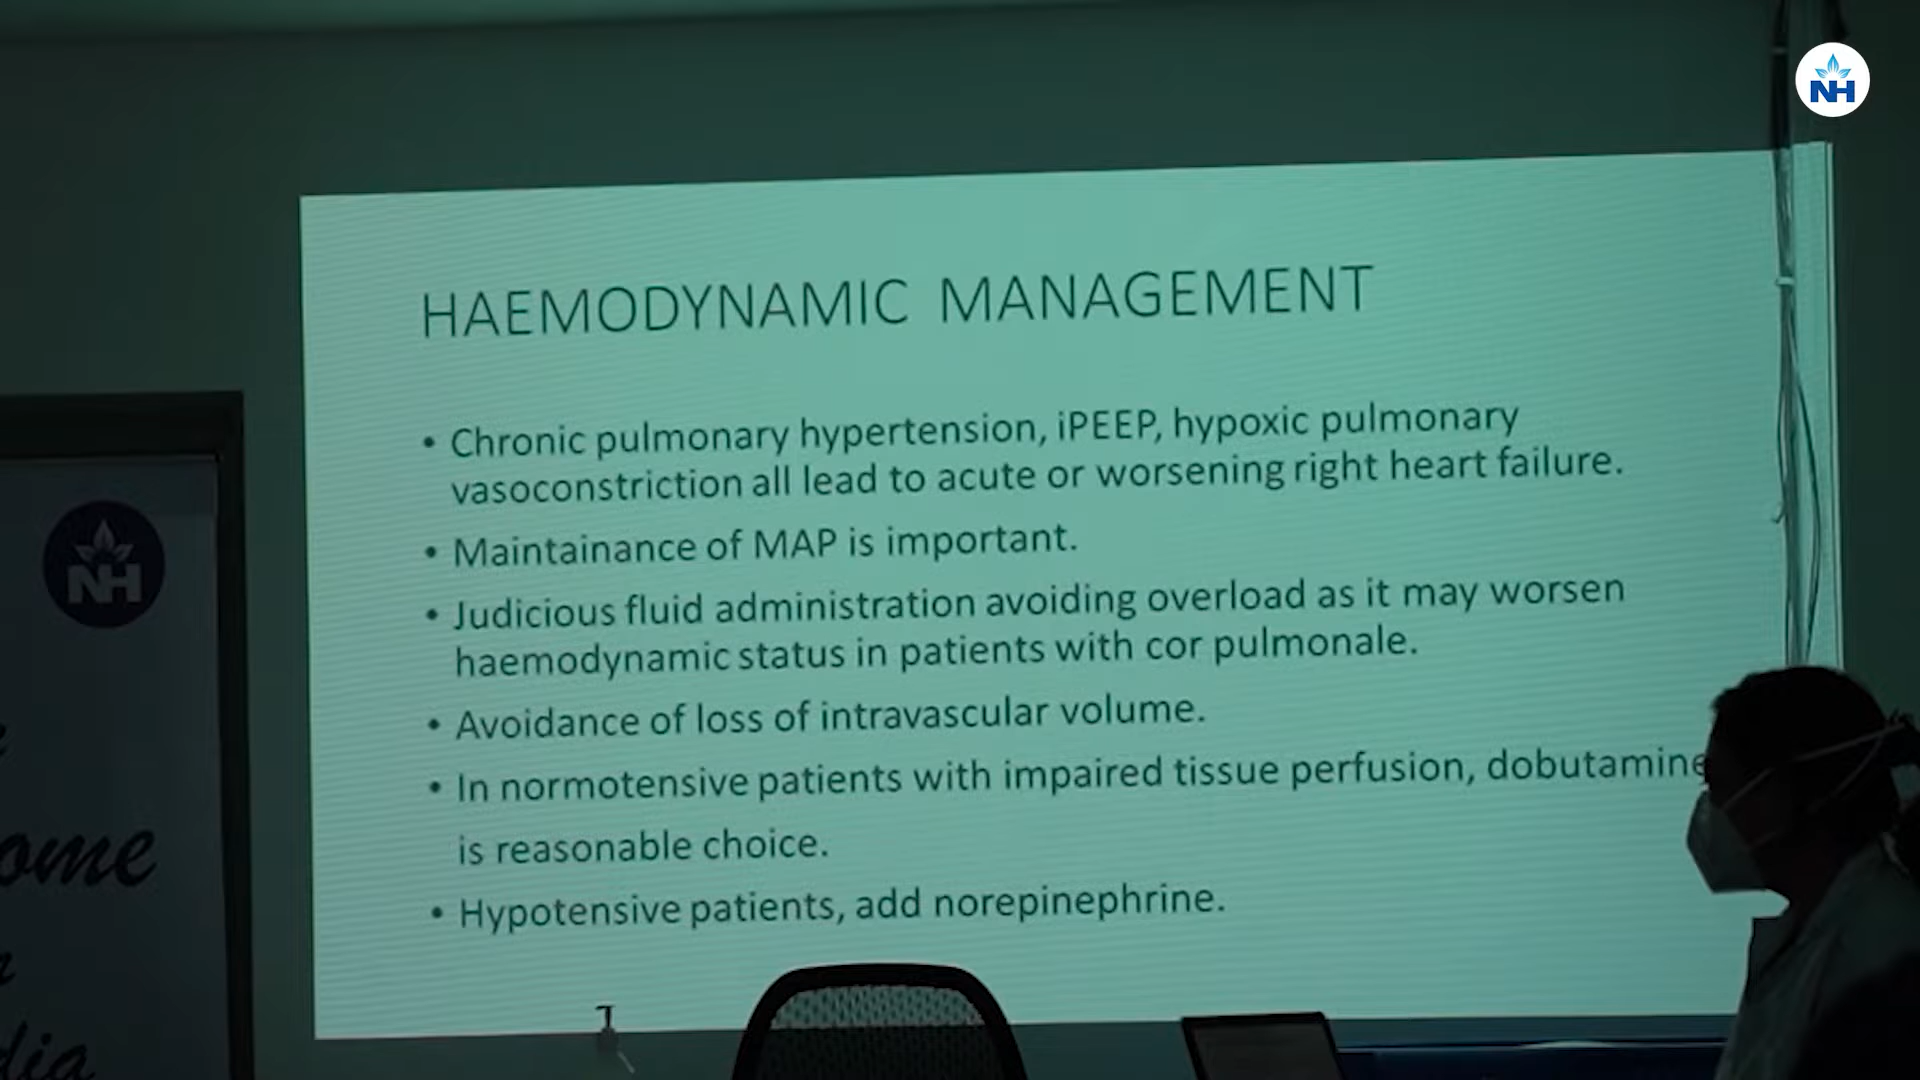 NH
HAEMODYNAMIC MANAGEMENT
• Chronic pulmonary hypertension, iPEEP, hypoxic pulmonary
vasoconstriction all lead to acute or worsening right heart failure.
• Maintainance of MAP is important.
• Judicious fluid administration avoiding overload as it may worsen
haemodynamic status in patients with cor pulmonale.
• Avoidance of loss of intravascular volume.
• In normotensive patients with impaired tissue perfusion, dobutamine
is reasonable choice.
• Hypotensive patients, add norepinephrine.
NH
ome